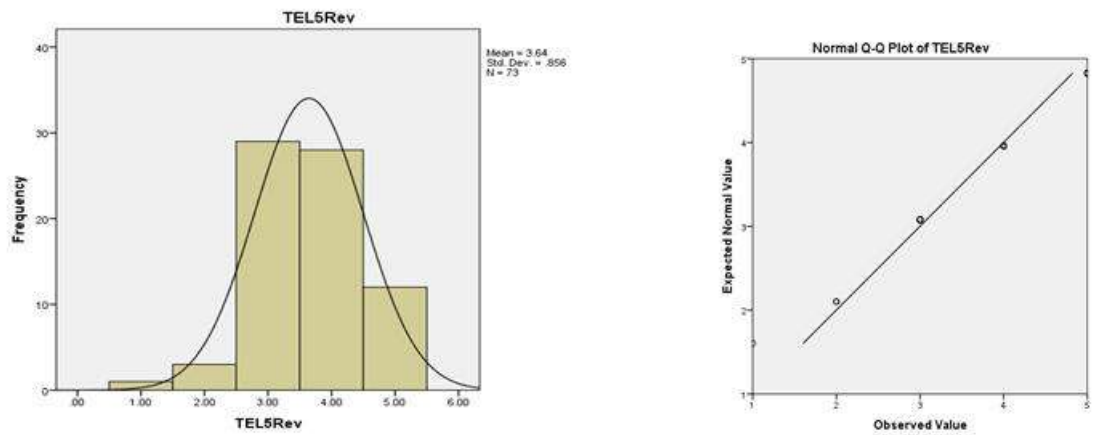 TEL5Rev
Mean = 3.64
Std. Dev. = .856
N = 73
40
30
20
10
0
Frequency
.00 1.00 2.00 3.00 4.00 5.00 6.00
TEL5Rev
Normal Q-Q Plot of TEL5Rev
5
4
3
2
1
Expected Normal Value
1 2 3 4 5
Observed Value